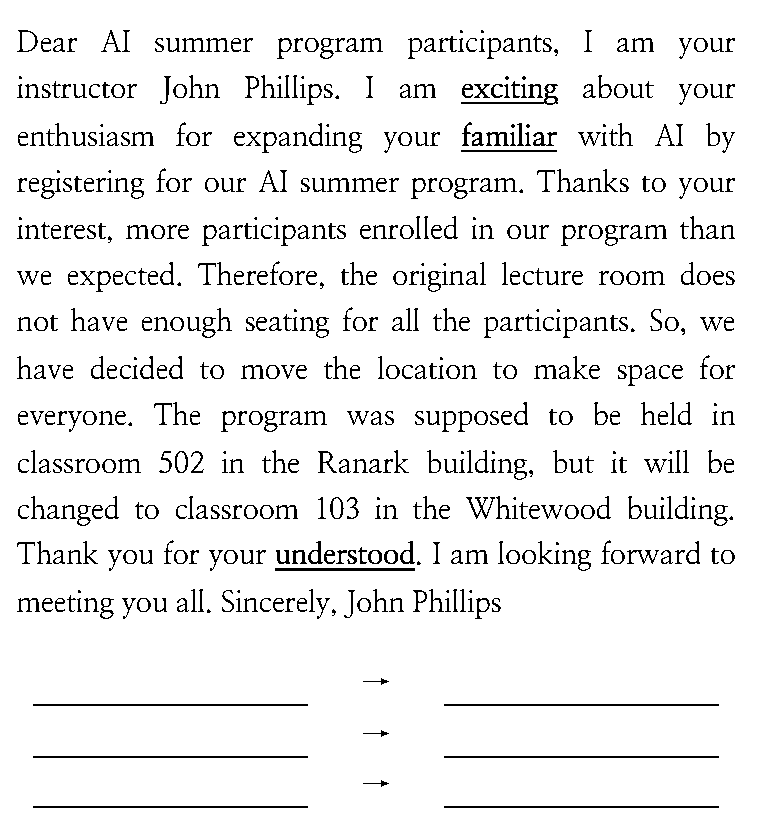 Dear AI summer program participants, I am your
instructor John Phillips. I am exciting about your
enthusiasm for expanding your familiar with AI by
registering for our AI summer program. Thanks to your
interest, more participants enrolled in our program than
we expected. Therefore, the original lecture room does
not have enough seating for all the participants. So, we
have decided to move the location to make space for
everyone. The program was supposed to be held in
classroom 502 in the Ranark building, but it will be
changed to classroom 103 in the Whitewood building.
Thank you for your understood. I am looking forward to
meeting you all. Sincerely, John Phillips
→
→
→